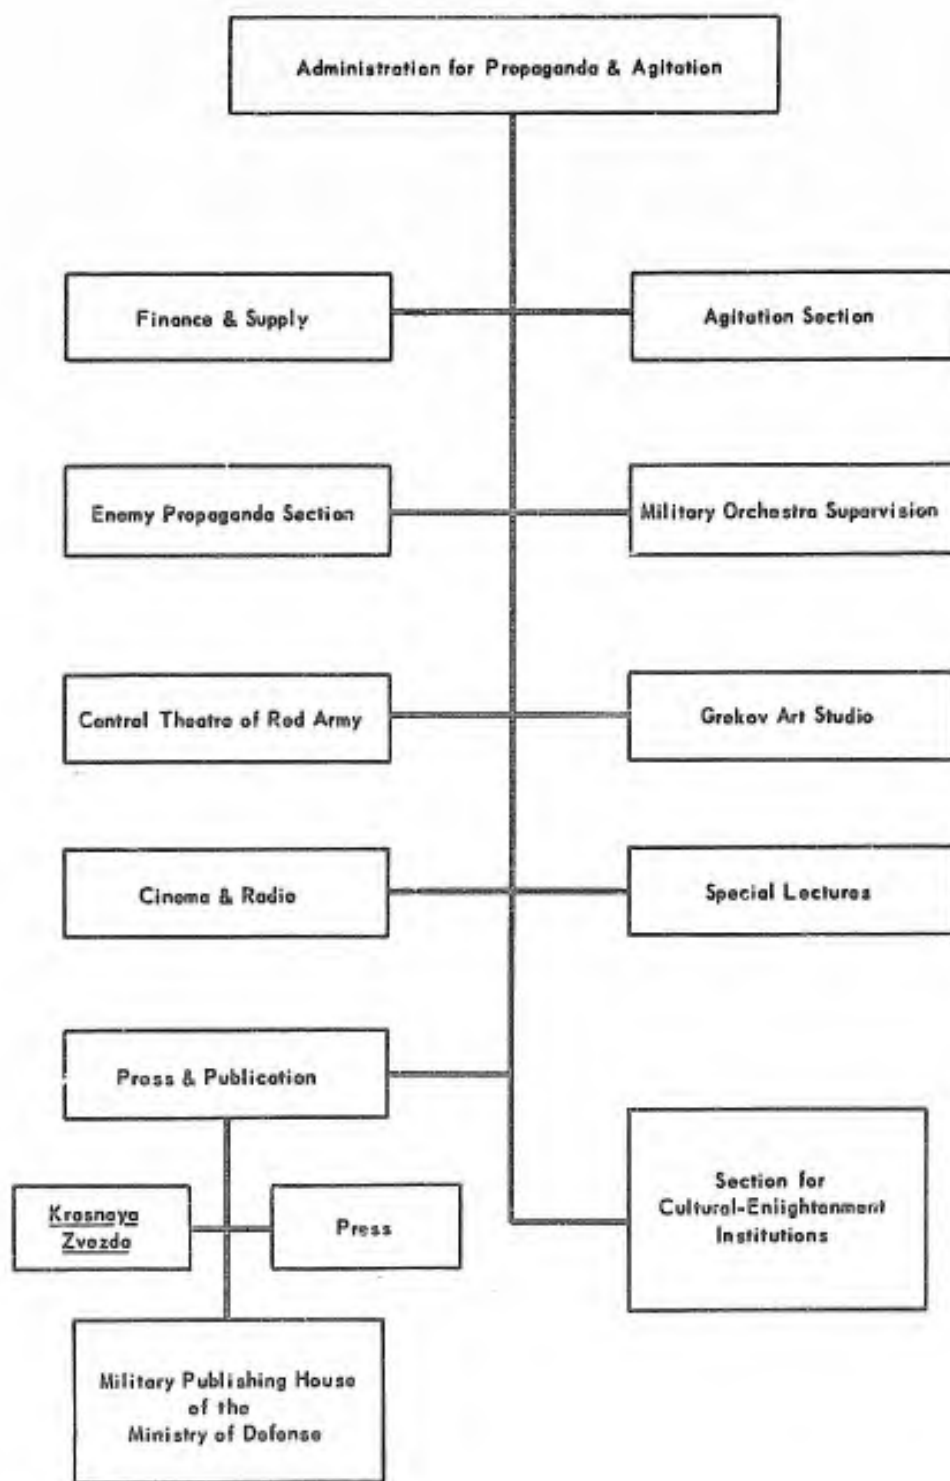 Administration for Propaganda & Agitation
Finance & Supply
Agitation Section
Enemy Propaganda Section
Military Orchestra Supervision
Central Theatre of Red Army
Grekov Art Studio
Cinema & Radio
Special Lectures
Press & Publication
Section for
Cultural-Enlightenment
Institutions
Krasnaya
Zvezda
Press
Military Publishing House
of the
Ministry of Defense